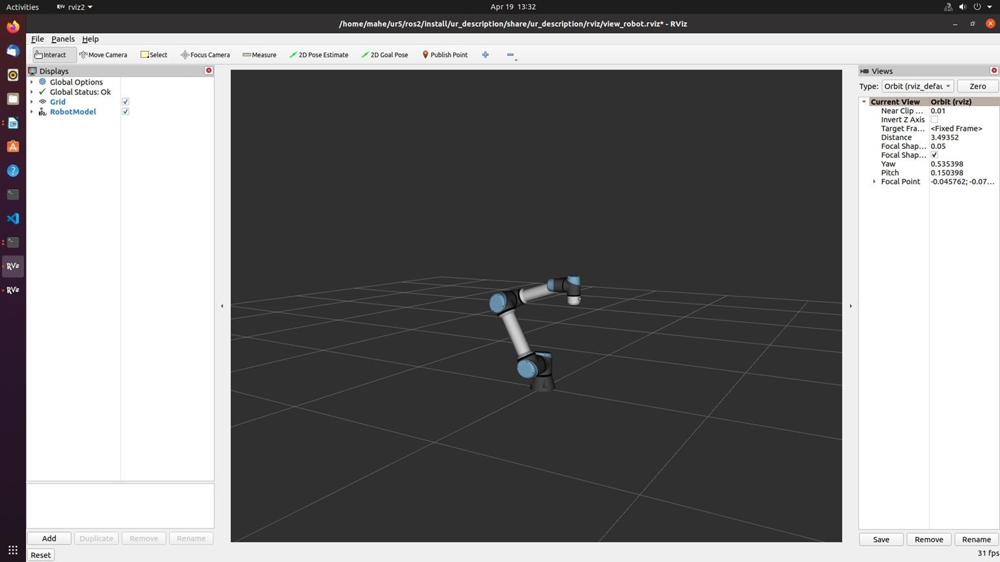 Activities rviz2 Apr 19 13:32
/home/mahe/ur5/ros2/install/ur_description/share/ur_description/rviz/view_robot.rviz* - RViz
File Panels Help
Interact Move Camera Select Focus Camera Measure 2D Pose Estimate 2D Goal Pose Publish Point
Displays
Global Options
Global Status: Ok
Grid
RobotModel
Add Duplicate Remove Rename
Reset
RViz
RViz
Views
Type: Orbit (rviz_defau Zero
Current View Orbit (rviz)
Near Clip ... 0.01
Invert Z Axis
Target Fra... <Fixed Frame>
Distance 3.49352
Focal Shap... 0.05
Focal Shap...
Yaw 0.535398
Pitch 0.150398
Focal Point -0.045762; -0.07...
Save Remove Rename
31 fps